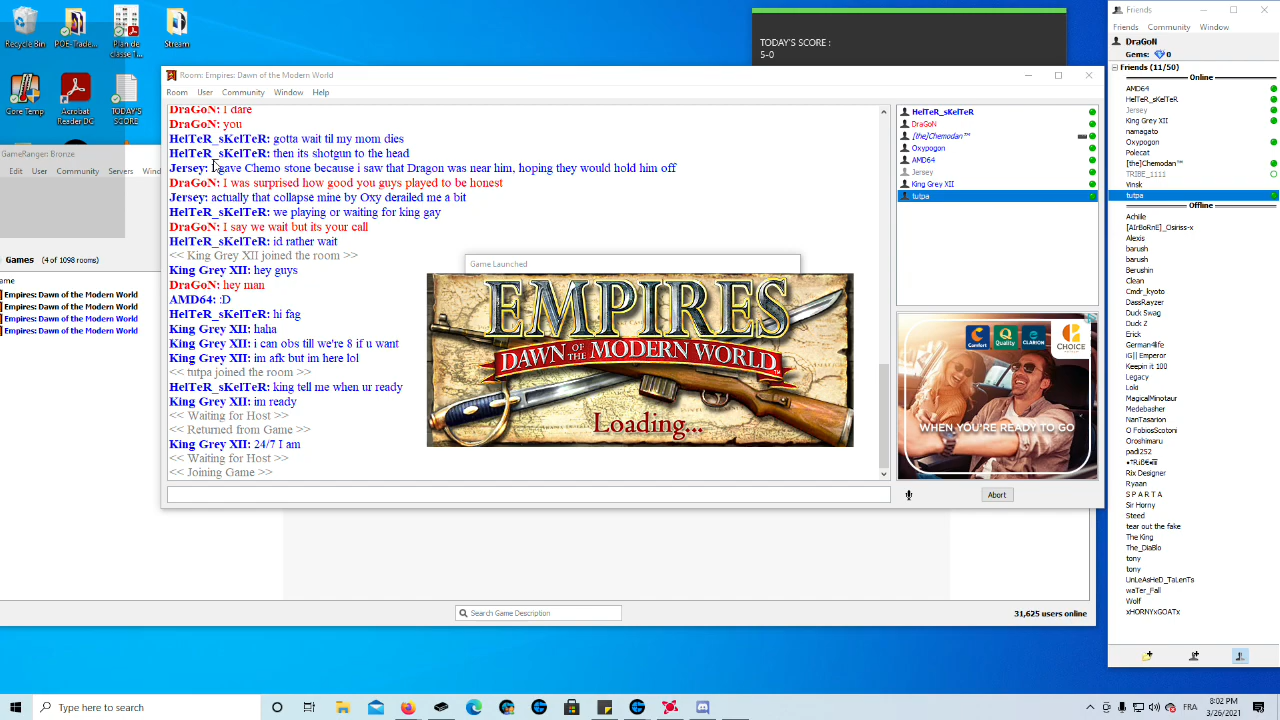 Recycle Bin
POE-Trade...
Plan de classe 1...
Stream
Core Temp
Acrobat Reader DC
TODAY'S SCORE
TODAY'S SCORE :
5-0
GameRanger: Bronze
Edit User Community Servers Wind
Games (4 of 1098 rooms)
ame
Empires: Dawn of the Modern World
Empires: Dawn of the Modern World
Empires: Dawn of the Modern World
Empires: Dawn of the Modern World
Room: Empires: Dawn of the Modern World
Room User Community Window Help
DraGoN: I dare
DraGoN: you
HelTeR_sKelTeR: gotta wait til my mom dies
HelTeR_sKelTeR: then its shotgun to the head
Jersey: gave Chemo stone because i saw that Dragon was near him, hoping they would hold him off
DraGoN: I was surprised how good you guys played to be honest
Jersey: actually that collapse mine by Oxy derailed me a bit
HelTeR_sKelTeR: we playing or waiting for king gay
DraGoN: I say we wait but its your call
HelTeR_sKelTeR: id rather wait
<< King Grey XII joined the room >>
King Grey XII: hey guys
DraGoN: hey man
AMD64: :D
HelTeR_sKelTeR: hi fag
King Grey XII: haha
King Grey XII: i can obs till we're 8 if u want
King Grey XII: im afk but im here lol
<< tutpa joined the room >>
HelTeR_sKelTeR: king tell me when ur ready
King Grey XII: im ready
<< Waiting for Host >>
<< Returned from Game >>
King Grey XII: 24/7 I am
<< Waiting for Host >>
<< Joining Game >>
Game Launched
EMPIRES
DAWN OF THE MODERN WORLD
Loading...
HelTeR_sKelTeR
DraGoN
[the]Chemodan™
Oxypogon
AMD64
Jersey
King Grey XII
tutpa
Comfort
Quality
CLARION
CHOICE
WHEN YOU'RE READY TO GO
Abort
Search Game Description
31,625 users online
Friends
Friends Community Window
DraGoN
Gems: 0
Friends (11/50)
Online
AMD64
HelTeR_sKelTeR
Jersey
King Grey XII
namagato
Oxypogon
Polecat
[the]Chemodan™
TRIBE_1111
Vinsk
tutpa
Offline
Achille
[AIrBoRnE]_Osiriss-x
Alexis
barush
barush
Berushin
Clean
Cmdr_kyoto
DassRayzer
Duck Swag
Duck Z
Erick
German4life
iG|| Emperor
Keepin it 100
Legacy
Loki
MagicalMinotaur
Medebasher
NanTasarion
O FobiosScotoni
Oroshimaru
padi252
Rix Designer
Ryaan
S P A R T A
Sir Horny
Steed
tear out the fake
The King
The_DiaBlo
tony
tony
UnLeAsHeD_TaLenTs
waTer_Fall
Wolf
xHORNYxGOATx
Type here to search
FRA
8:02 PM
3/26/2021